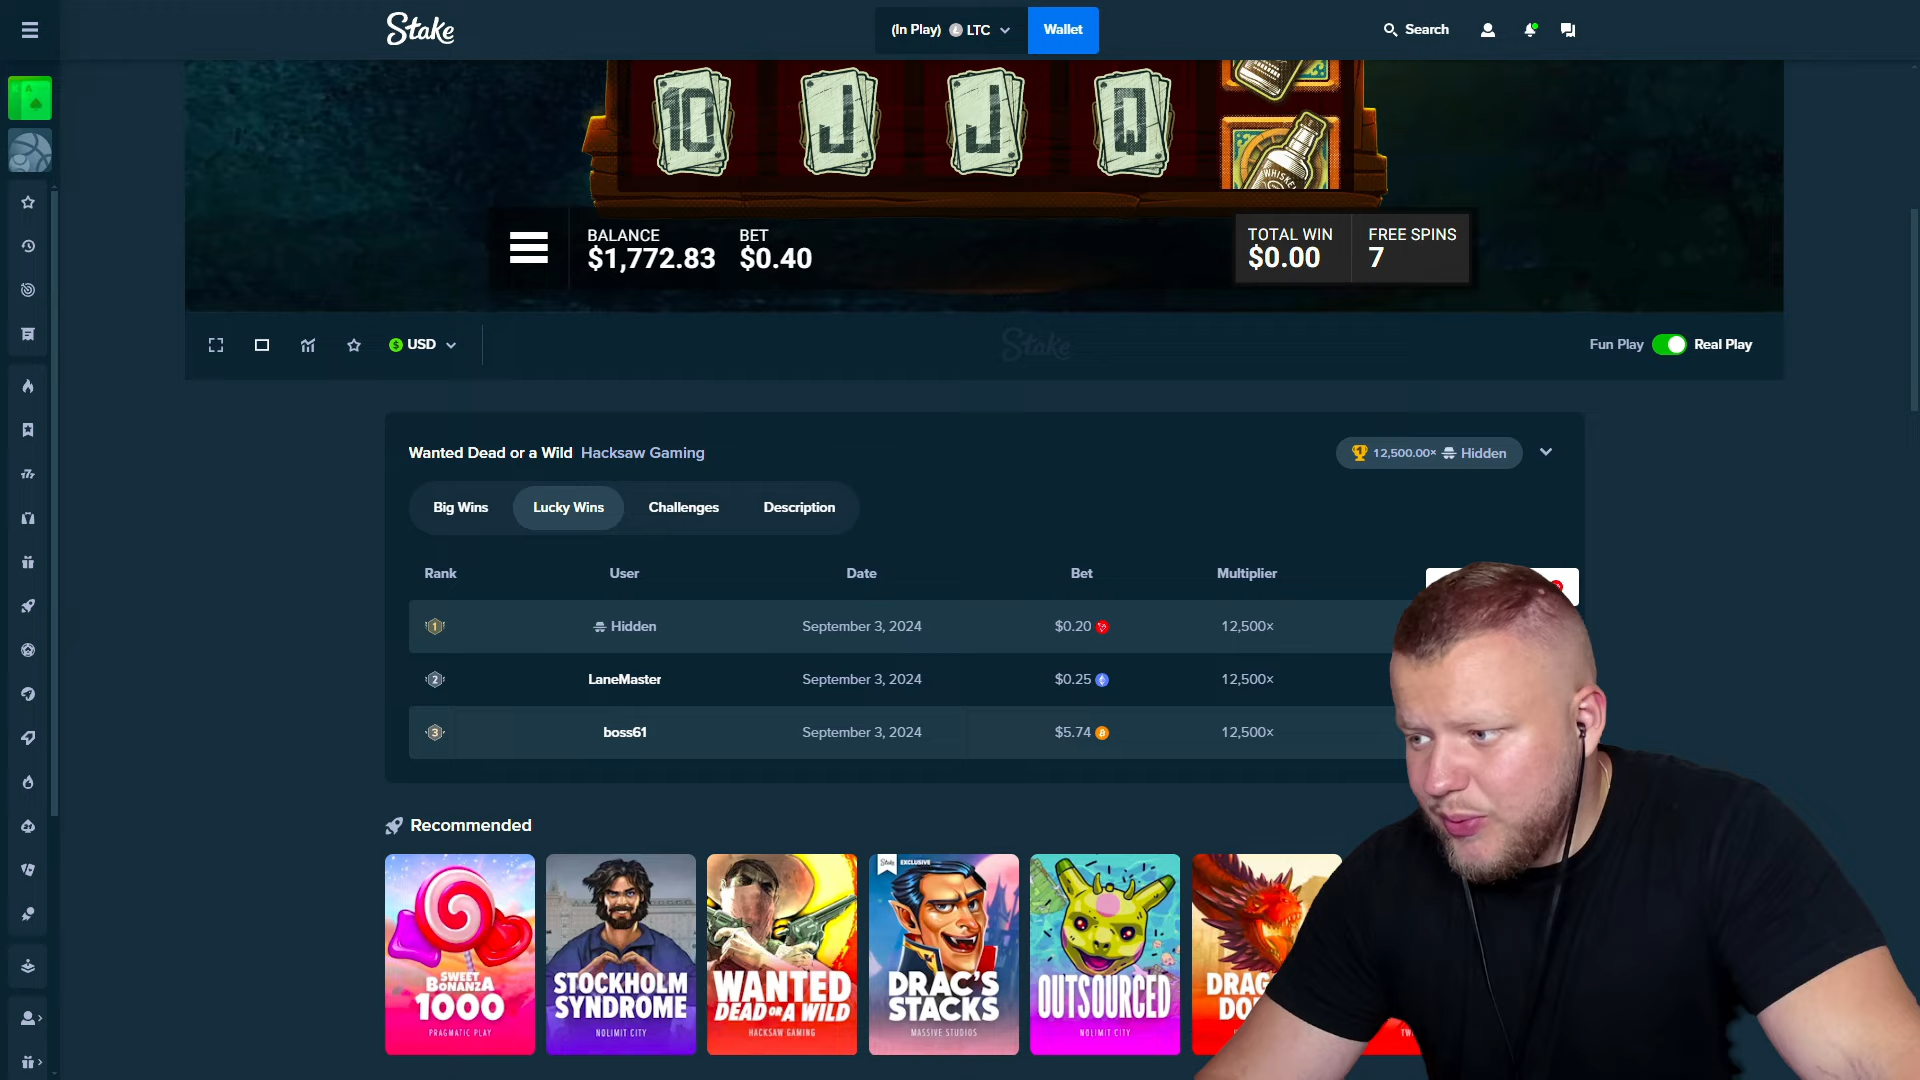 Stake
(In Play) LTC
Wallet
Search
10 J J Q
WHISKEY
BALANCE
$1,772.83
BET
$0.40
TOTAL WIN
$0.00
FREE SPINS
7
USD
Stake
Fun Play
Real Play
Wanted Dead or a Wild Hacksaw Gaming
12,500.00× Hidden
Big Wins
Lucky Wins
Challenges
Description
Rank User Date Bet Multiplier
1 Hidden September 3, 2024 $0.20 12,500×
2 LaneMaster September 3, 2024 $0.25 12,500×
3 boss61 September 3, 2024 $5.74 12,500×
Recommended
SWEET
BONANZA
1000
PRAGMATIC PLAY
STOCKHOLM
SYNDROME
NOLIMIT CITY
WANTED
DEAD OR A WILD
HACKSAW GAMING
Stake EXCLUSIVE
DRAC'S
STACKS
MASSIVE STUDIOS
OUTSOURCED
NOLIMIT CITY
DRAG
DO
TW